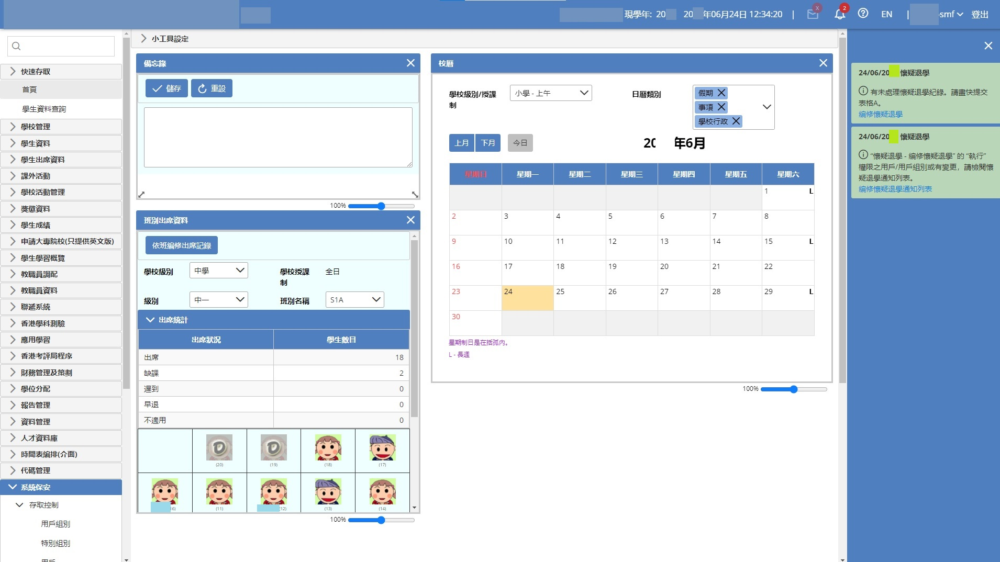 現學年: 20
20 年06月24日 12:34:20
|
X
2
EN
|
-smf
登出
快速存取
首頁
學生資料查詢
學校管理
學生資料
學生出席資料
課外活動
學校活動管理
獎懲資料
學生成績
申請大專院校(只提供英文版)
學生學習概覽
教職員調配
教職員資料
聯遞系統
香港學科測驗
應用學習
香港考評局程序
財務管理及策劃
學位分配
報告管理
資料管理
人才資料庫
時間表編排(介面)
代碼管理
系統保安
存取控制
用戶組別
特別組別
用戶
小工具設定
備忘錄
儲存
重設
100%
班別出席資料
依班編修出席記錄
學校級別
中學
學校授課
制
全日
級別
中一
班別名稱
S1A
出席統計
出席狀況 學生數目
出席 18
缺課 2
遲到 0
早退 0
不適用 0
(20) (19) (18) (17)
16) (11) (12) (13) (14)
100%
校曆
學校級別/授課
制
小學 - 上午
日曆類別
假期
事項
學校行政
上月
下月
今日
20 年6月
星期日 星期一 星期二 星期三 星期四 星期五 星期六
1 L
2 3 4 5 6 7 8
9 10 11 12 13 14 15 L
16 17 18 19 20 21 22
23 24 25 26 27 28 29 L
30
星期制日是在括孤內。
L - 長週
100%
24/06/20 懷疑退學
有未處理懷疑退學紀錄。請盡快提交
表格A。
編修懷疑退學
24/06/20 懷疑退學
“懷疑退學 - 編修懷疑退學” 的 “執行”
權限之用戶/用戶組別或有變更，請檢閱懷
疑退學通知列表。
編修懷疑退學通知列表